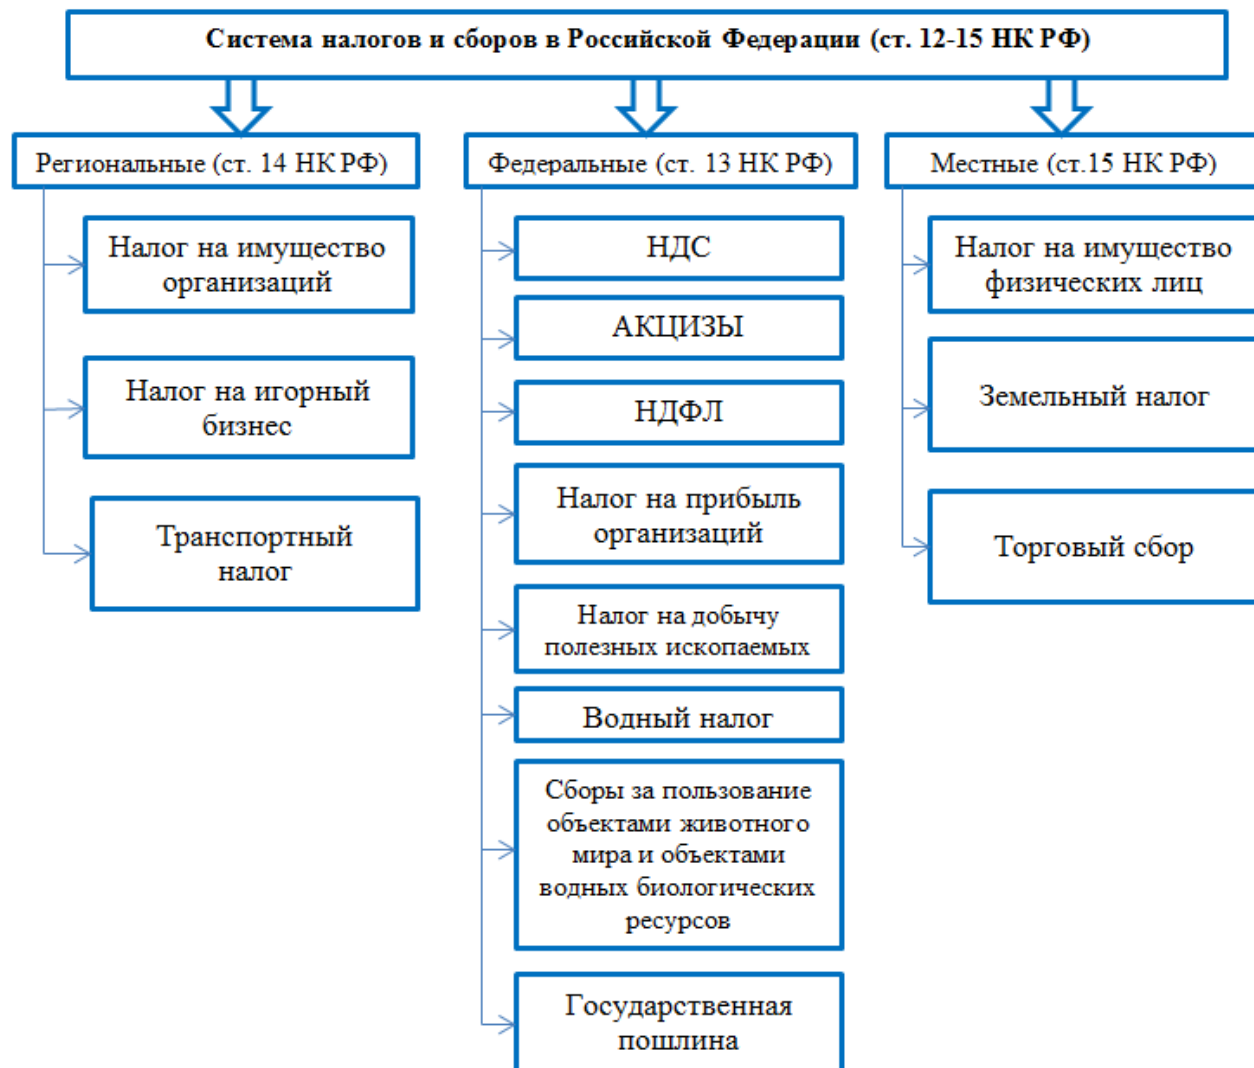 Система налогов и сборов в Российской Федерации (ст. 12-15 НК РФ)
Региональные (ст. 14 НК РФ)
Налог на имущество
организаций
Налог на игорный
бизнес
Транспортный
налог
Федеральные (ст. 13 НК РФ)
НДС
АКЦИЗЫ
НДФЛ
Налог на прибыль
организаций
Налог на добычу
полезных ископаемых
Водный налог
Сборы за пользование
объектами животного
мира и объектами
водных биологических
ресурсов
Государственная
пошлина
Местные (ст.15 НК РФ)
Налог на имущество
физических лиц
Земельный налог
Торговый сбор